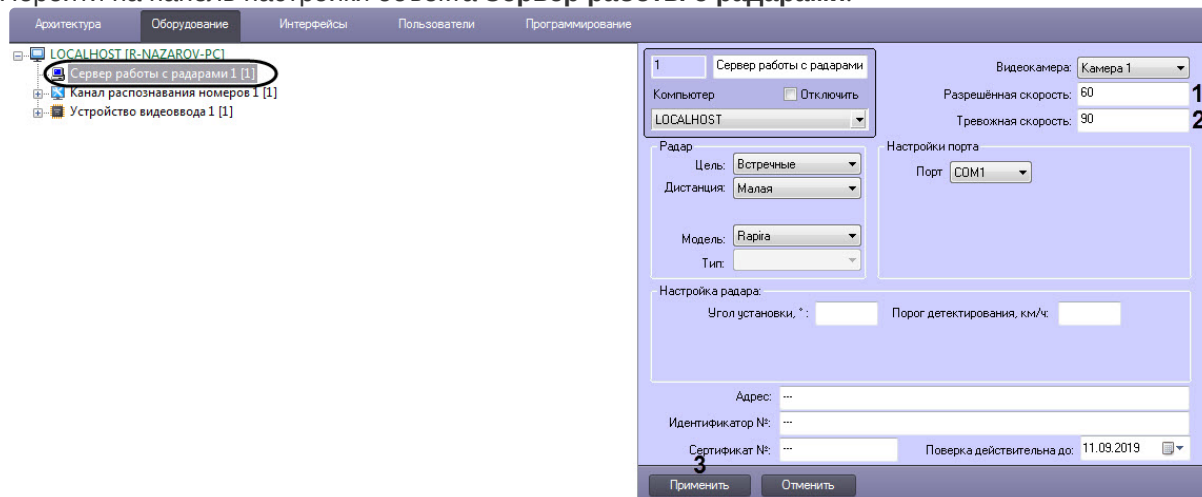 Перейти на панель настройки объекта Сервер работы с радарами.
Архитектура Оборудование Интерфейсы Пользователи Программирование
LOCALHOST [R-NAZAROV-PC]
Сервер работы с радарами 1 [1]
Канал распознавания номеров 1 [1]
Устройство видеоввода 1 [1]
1 Сервер работы с радарами
Компьютер Отключить
LOCALHOST
Видеокамера: Камера 1
Разрешённая скорость: 60 1
Тревожная скорость: 90 2
Радар
Цель: Встречные
Дистанция: Малая
Модель: Rapira
Тип:
Настройки порта
Порт COM1
Настройка радара:
Угол установки, ° : Порог детектирования, км/ч:
Адрес: ---
Идентификатор №: ---
Сертификат №: --- Поверка действительна до: 11.09.2019
3
Применить Отменить